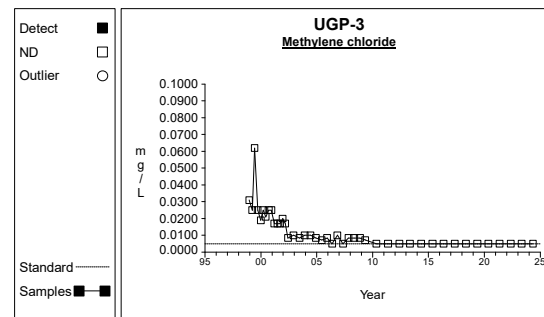 Detect
ND
Outlier
Standard
Samples
UGP-3
Methylene chloride
mg/L
0.1000
0.0900
0.0800
0.0700
0.0600
0.0500
0.0400
0.0300
0.0200
0.0100
0.0000
95 00 05 10 15 20 25
Year